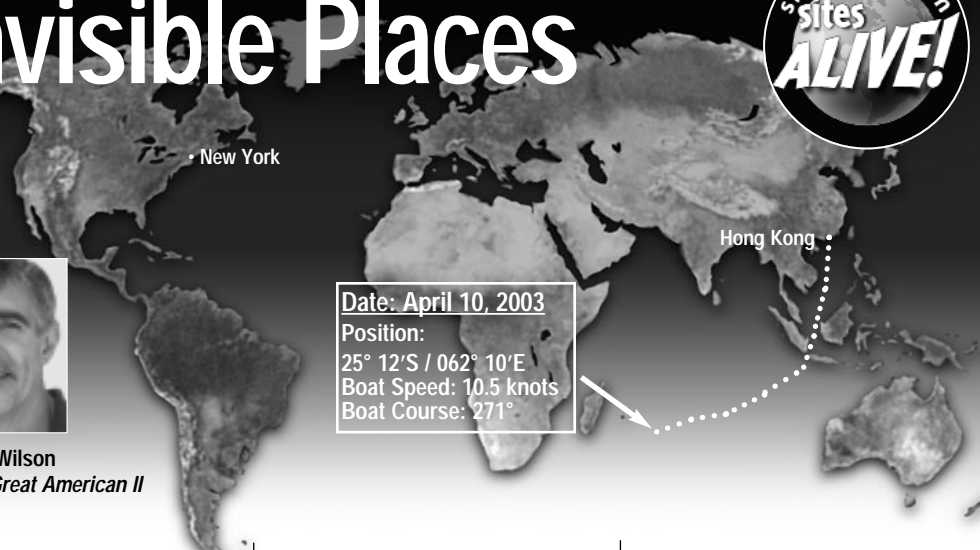 visible Places
sites
ALIVE!
• New York
Hong Kong
Date: April 10, 2003
Position:
25° 12'S / 062° 10'E
Boat Speed: 10.5 knots
Boat Course: 271°
Wilson
Great American II